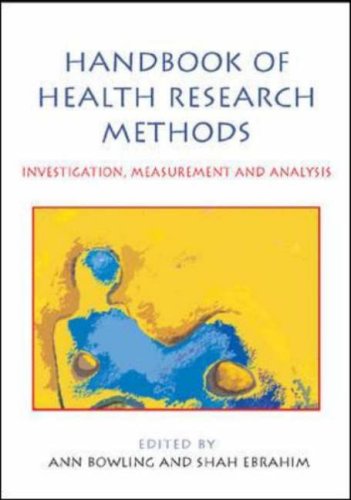 HANDBOOK OF
HEALTH RESEARCH
METHODS
INVESTIGATION, MEASUREMENT AND ANALYSIS
EDITED BY
ANN BOWLING AND SHAH EBRAHIM